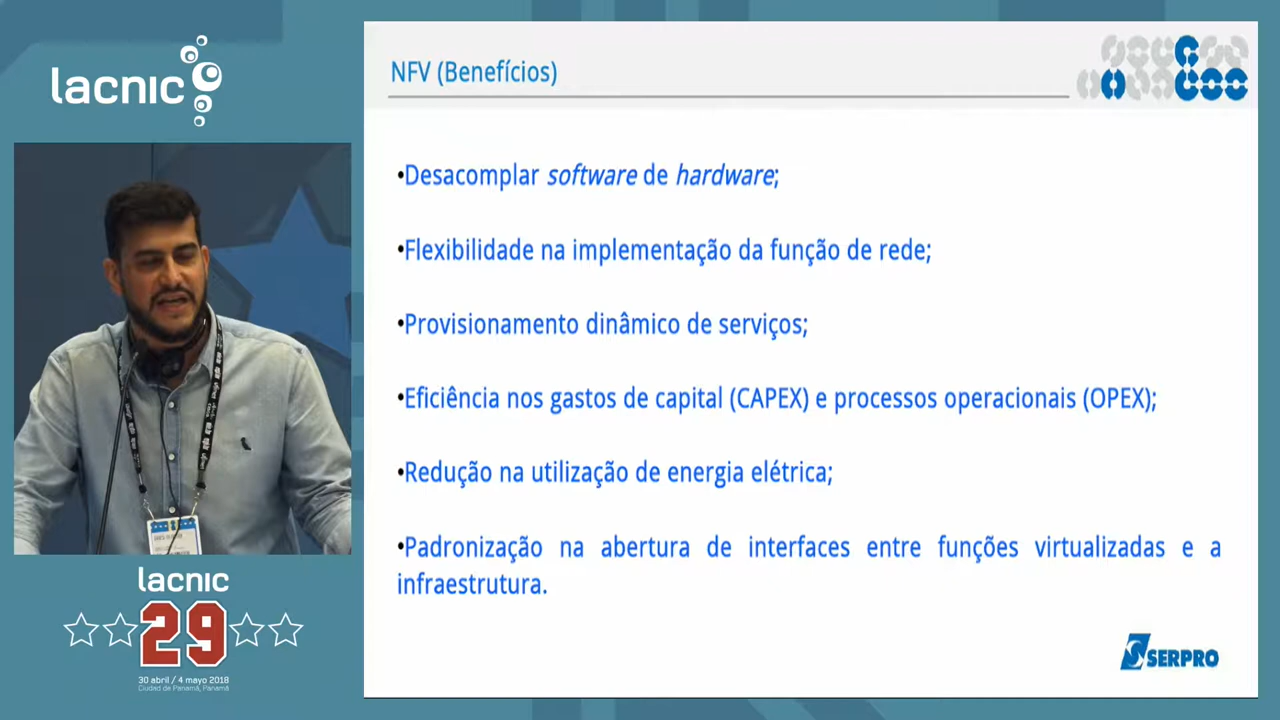 lacnic
NFV (Benefícios)
•Desacomplar software de hardware;
•Flexibilidade na implementação da função de rede;
•Provisionamento dinâmico de serviços;
•Eficiência nos gastos de capital (CAPEX) e processos operacionais (OPEX);
•Redução na utilização de energia elétrica;
•Padronização na abertura de interfaces entre funções virtualizadas e a
infraestrutura.
lacnic
29
30 abril / 4 mayo 2018
Ciudad de Panamá, Panamá
SERPRO